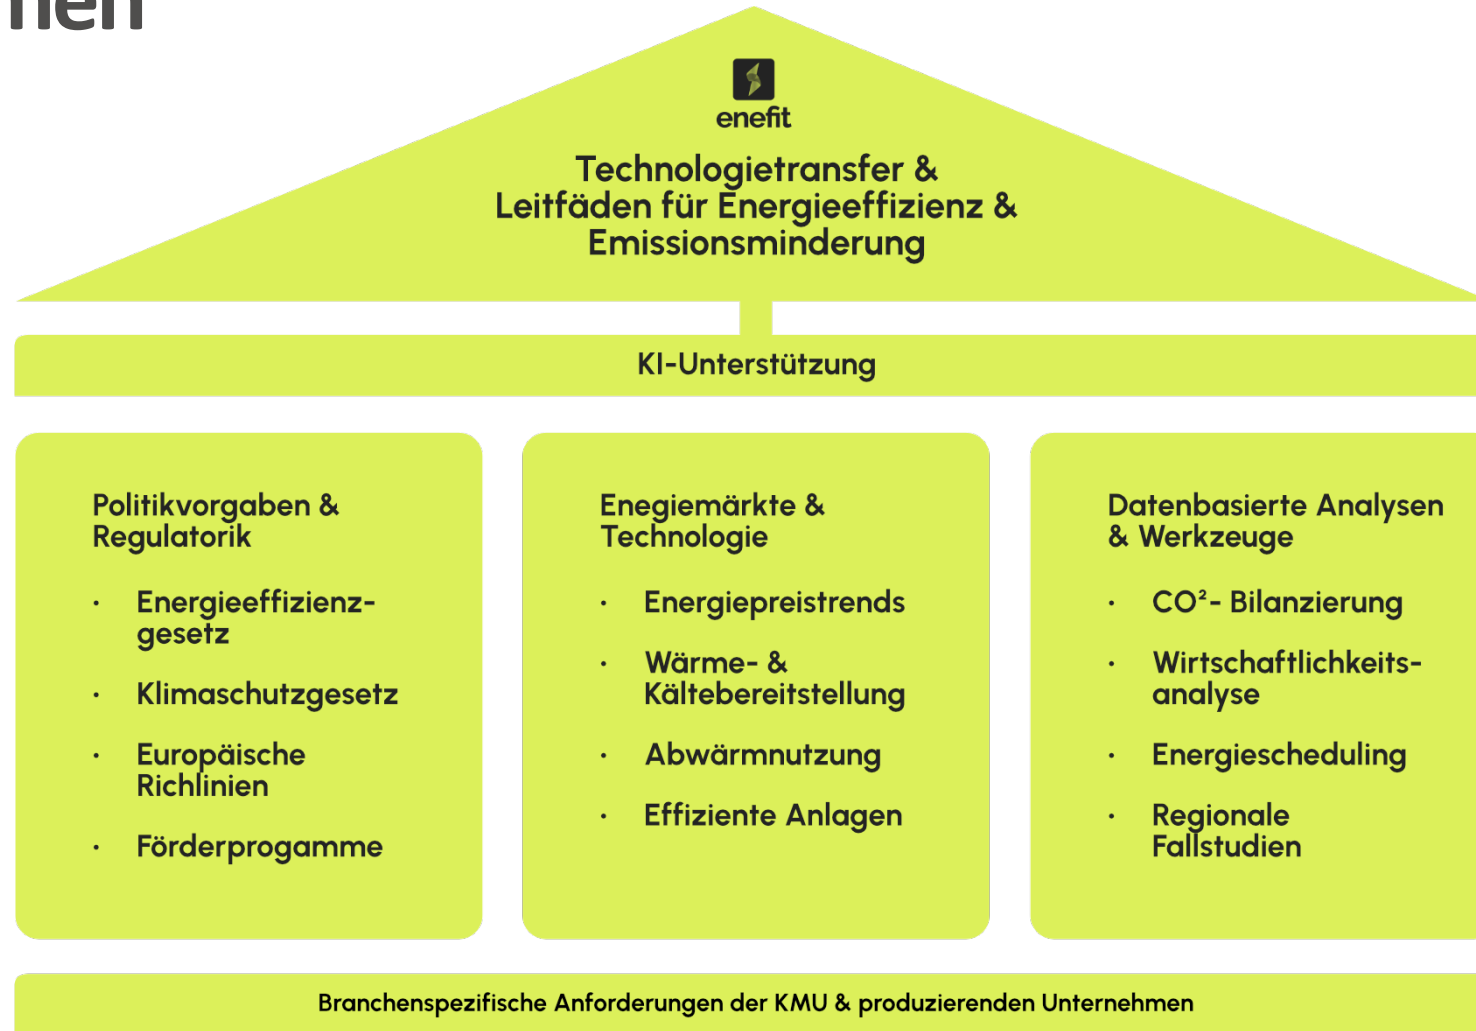 nen
enefit
Technologietransfer &
Leitfäden für Energieeffizienz &
Emissionsminderung
KI-Unterstützung
Politikvorgaben &
Regulatorik
· Energieeffizienz-
gesetz
· Klimaschutzgesetz
· Europäische
Richlinien
· Förderprogamme
Enegiemärkte &
Technologie
· Energiepreistrends
· Wärme- &
Kältebereitstellung
· Abwärmnutzung
· Effiziente Anlagen
Datenbasierte Analysen
& Werkzeuge
· CO²- Bilanzierung
· Wirtschaftlichkeits-
analyse
· Energiescheduling
· Regionale
Fallstudien
Branchenspezifische Anforderungen der KMU & produzierenden Unternehmen